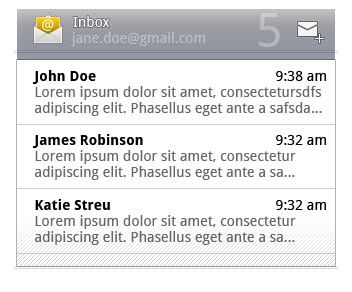 Inbox
jane.doe@gmail.com
5
John Doe 9:38 am
Lorem ipsum dolor sit amet, consectetursdfs
adipiscing elit. Phasellus eget ante a safsda...
James Robinson 9:32 am
Lorem ipsum dolor sit amet, consectetur
adipiscing elit. Phasellus eget ante a sa...
Katie Streu 9:32 am
Lorem ipsum dolor sit amet, consectetur
adipiscing elit. Phasellus eget ante a sa...